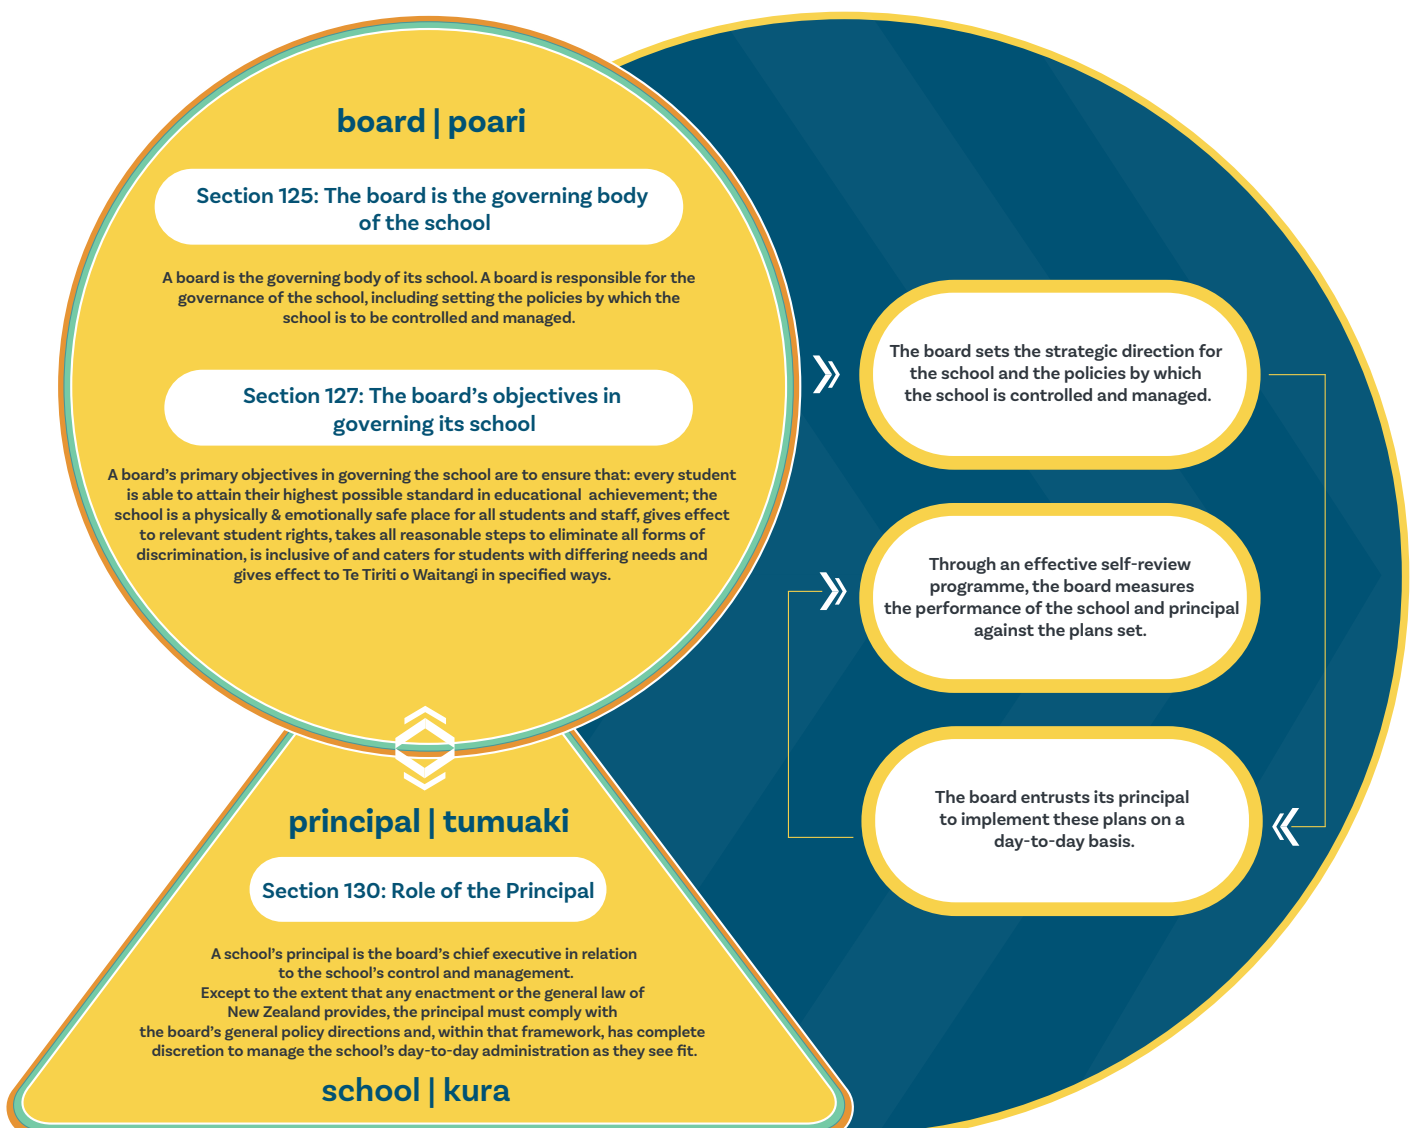 board | poari
Section 125: The board is the governing body
of the school
A board is the governing body of its school. A board is responsible for the
governance of the school, including setting the policies by which the
school is to be controlled and managed.
Section 127: The board's objectives in
governing its school
A board's primary objectives in governing the school are to ensure that: every student
is able to attain their highest possible standard in educational achievement; the
school is a physically & emotionally safe place for all students and staff, gives effect
to relevant student rights, takes all reasonable steps to eliminate all forms of
discrimination, is inclusive of and caters for students with differing needs and
gives effect to Te Tiriti o Waitangi in specified ways.
principal | tumuaki
Section 130: Role of the Principal
A school's principal is the board's chief executive in relation
to the school's control and management.
Except to the extent that any enactment or the general law of
New Zealand provides, the principal must comply with
the board's general policy directions and, within that framework, has complete
discretion to manage the school's day-to-day administration as they see fit.
school | kura
The board sets the strategic direction for
the school and the policies by which
the school is controlled and managed.
Through an effective self-review
programme, the board measures
the performance of the school and principal
against the plans set.
The board entrusts its principal
to implement these plans on a
day-to-day basis.